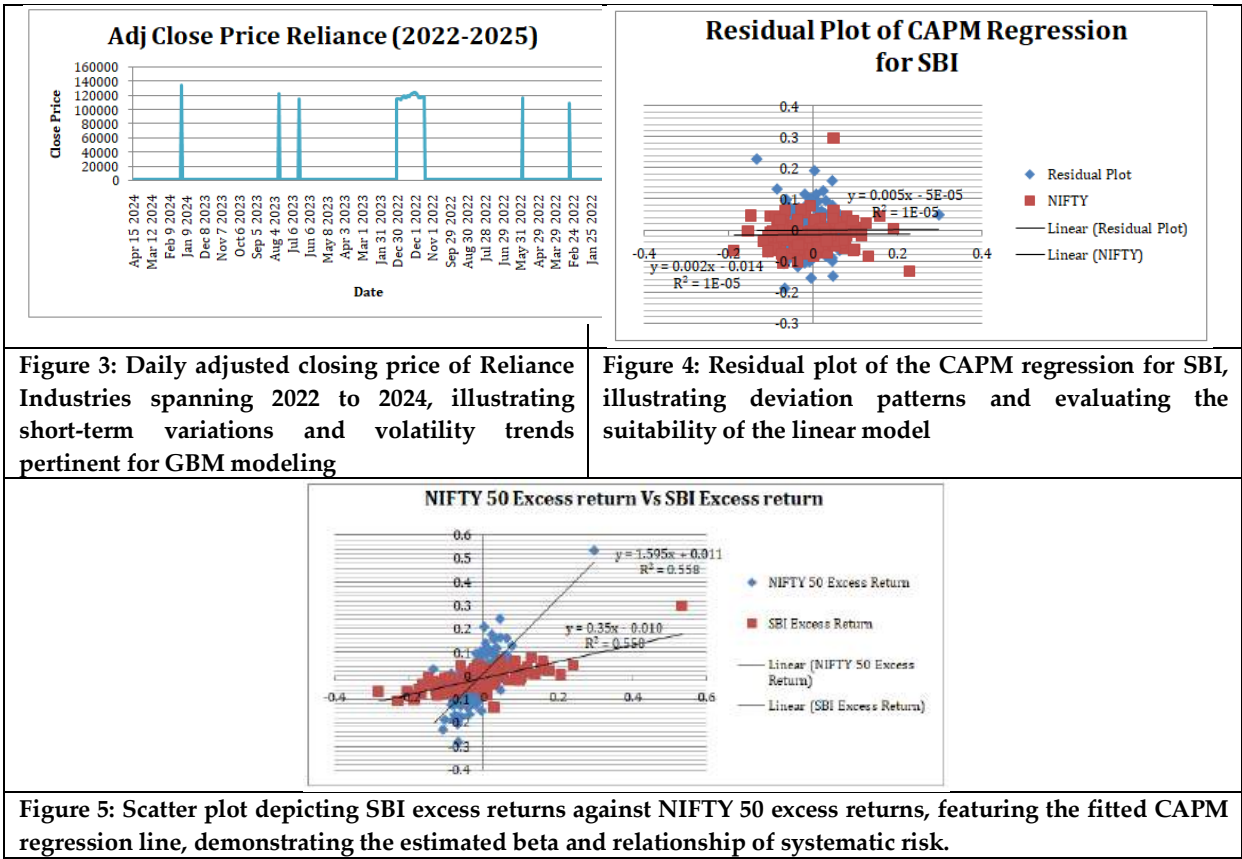 Adj Close Price Reliance (2022-2025)
160000
140000
120000
100000
80000
60000
40000
20000
0
Close Price
Apr 15 2024
Mar 12 2024
Feb 9 2024
Jan 9 2024
Dec 8 2023
Nov 7 2023
Oct 6 2023
Sep 5 2023
Aug 4 2023
Jul 6 2023
Jun 6 2023
May 8 2023
Apr 3 2023
Mar 1 2023
Jan 31 2023
Dec 30 2022
Dec 1 2022
Nov 1 2022
Sep 29 2022
Aug 30 2022
Jul 28 2022
Jun 29 2022
May 31 2022
Apr 29 2022
Mar 29 2022
Feb 24 2022
Jan 25 2022
Date
Residual Plot of CAPM Regression
for SBI
0.4
0.3
0.2
0.1
0
-0.1
-0.2
-0.3
-0.4
-0.2
0
0.2
0.4
y = 0.005x - 5E-05
R² = 1E-05
y = 0.002x - 0.014
R² = 1E-05
Residual Plot
NIFTY
Linear (Residual Plot)
Linear (NIFTY)
Figure 3: Daily adjusted closing price of Reliance
Industries spanning 2022 to 2024, illustrating
short-term variations and volatility trends
pertinent for GBM modeling
Figure 4: Residual plot of the CAPM regression for SBI,
illustrating deviation patterns and evaluating the
suitability of the linear model
NIFTY 50 Excess return Vs SBI Excess return
0.6
0.5
0.4
0.3
0.2
0.1
0
-0.1
-0.2
-0.3
-0.4
-0.4
-0.2
0
0.2
0.4
0.6
y = 1.595x + 0.011
R² = 0.558
y = 0.35x - 0.010
R² = 0.558
NIFTY 50 Excess Return
SBI Excess Return
Linear (NIFTY 50 Excess
Return)
Linear (SBI Excess Return)
Figure 5: Scatter plot depicting SBI excess returns against NIFTY 50 excess returns, featuring the fitted CAPM
regression line, demonstrating the estimated beta and relationship of systematic risk.